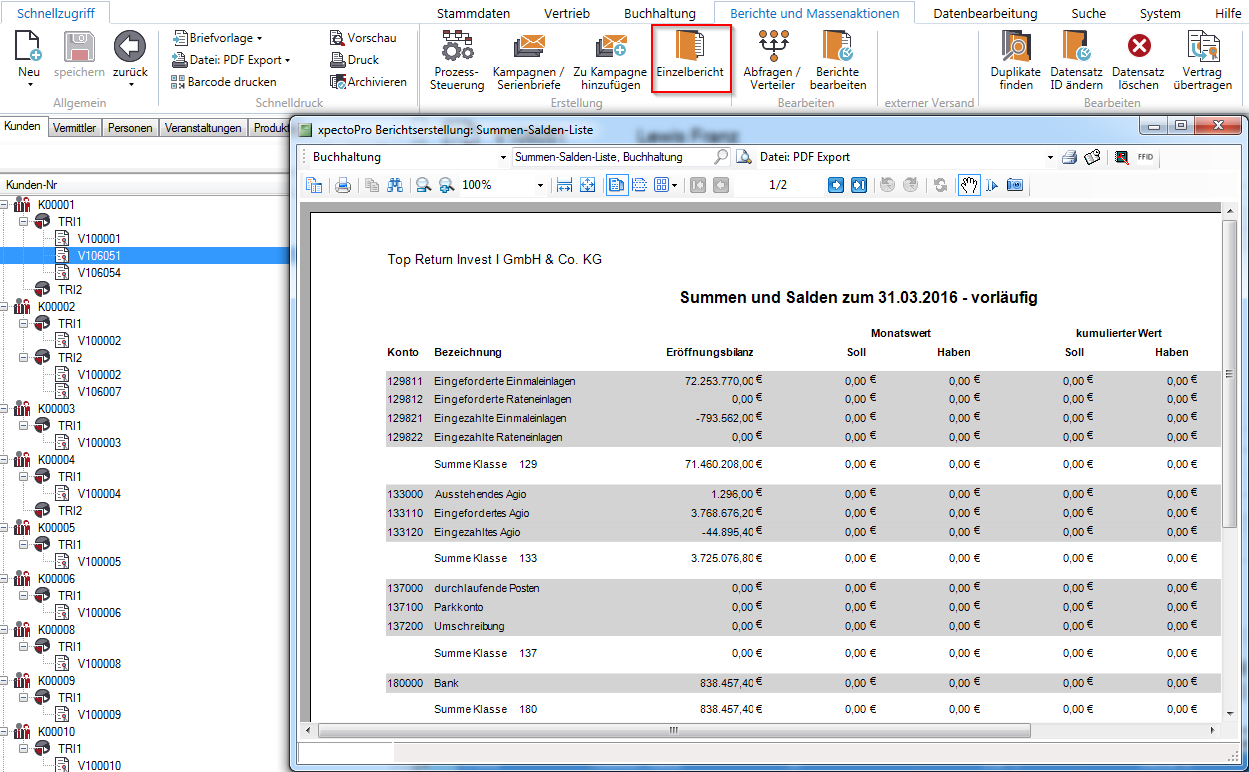 Schnellzugriff Stammdaten Vertrieb Buchhaltung Berichte und Massenaktionen Datenbearbeitung Suche System Hilfe
Neu speichern zurück
Briefvorlage
Datei: PDF Export
Barcode drucken
Vorschau
Druck
Archivieren
Prozess-
Steuerung
Kampagnen /
Serienbriefe
Zu Kampagne
hinzufügen
Einzelbericht
Abfragen /
Verteiler
Berichte
bearbeiten
Duplikate
finden
Datensatz
ID ändern
Datensatz
löschen
Vertrag
übertragen
Allgemein Schnelldruck Erstellung Bearbeiten externer Versand Bearbeiten
Kunden Vermittler Personen Veranstaltungen Produkt
Kunden-Nr
K00001
TRI1
V100001
V106051
V106054
TRI2
K00002
TRI1
V100002
TRI2
V100002
V106007
K00003
TRI1
V100003
K00004
TRI1
V100004
TRI2
K00005
TRI1
V100005
K00006
TRI1
V100006
K00008
TRI1
V100008
K00009
TRI1
V100009
K00010
TRI1
V100010
Lewis Franz
xpectoPro Berichtserstellung: Summen-Salden-Liste
Buchhaltung Summen-Salden-Liste, Buchhaltung Datei: PDF Export FFID
100% 1/2
Top Return Invest I GmbH & Co. KG
Summen und Salden zum 31.03.2016 - vorläufig
Monatswert kumulierter Wert
Konto Bezeichnung Eröffnungsbilanz Soll Haben Soll Haben
129811 Eingeforderte Einmaleinlagen 72.253.770,00 € 0,00 € 0,00 € 0,00 € 0,00 €
129812 Eingeforderte Rateneinlagen 0,00 € 0,00 € 0,00 € 0,00 € 0,00 €
129821 Eingezahlte Einmaleinlagen -793.562,00 € 0,00 € 0,00 € 0,00 € 0,00 €
129822 Eingezahlte Rateneinlagen 0,00 € 0,00 € 0,00 € 0,00 € 0,00 €
Summe Klasse 129 71.460.208,00 € 0,00 € 0,00 € 0,00 € 0,00 €
133000 Ausstehendes Agio 1.296,00 € 0,00 € 0,00 € 0,00 € 0,00 €
133110 Eingefordertes Agio 3.768.676,20 € 0,00 € 0,00 € 0,00 € 0,00 €
133120 Eingezahltes Agio -44.895,40 € 0,00 € 0,00 € 0,00 € 0,00 €
Summe Klasse 133 3.725.076,80 € 0,00 € 0,00 € 0,00 € 0,00 €
137000 durchlaufende Posten 0,00 € 0,00 € 0,00 € 0,00 € 0,00 €
137100 Parkkonto 0,00 € 0,00 € 0,00 € 0,00 € 0,00 €
137200 Umschreibung 0,00 € 0,00 € 0,00 € 0,00 € 0,00 €
Summe Klasse 137 0,00 € 0,00 € 0,00 € 0,00 € 0,00 €
180000 Bank 838.457,40 € 0,00 € 0,00 € 0,00 € 0,00 €
Summe Klasse 180 838.457,40 € 0,00 € 0,00 € 0,00 € 0,00 €